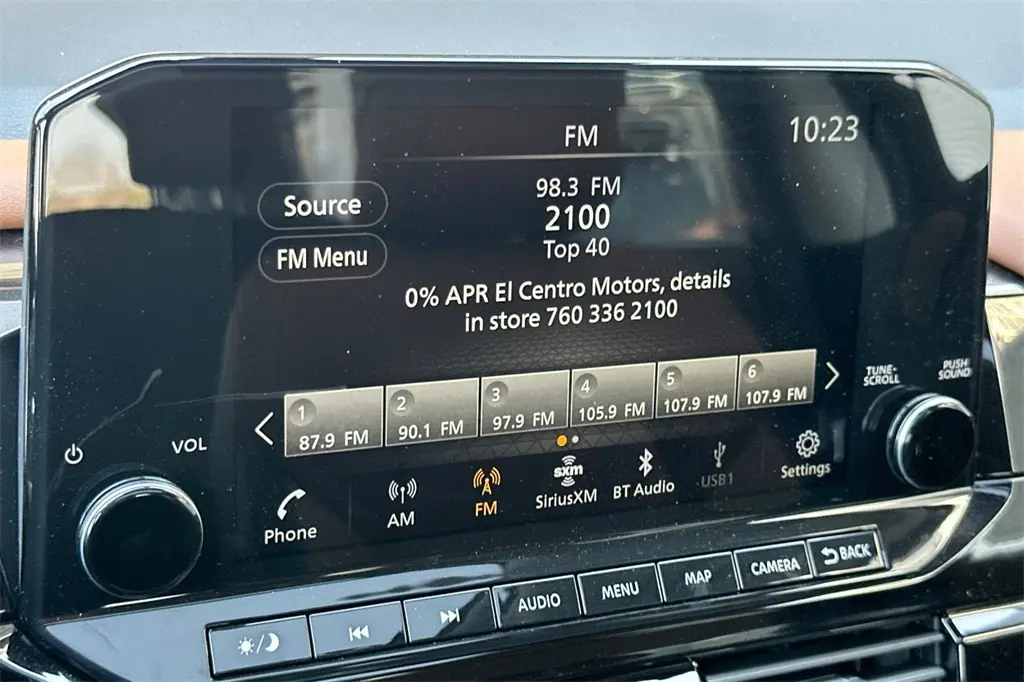 FM
10:23
Source
FM Menu
98.3 FM
2100
Top 40
0% APR El Centro Motors, details
in store 760 336 2100
TUNE-
SCROLL
PUSH
SOUND
VOL
1
87.9 FM
2
90.1 FM
3
97.9 FM
4
105.9 FM
5
107.9 FM
6
107.9 FM
Phone
AM
FM
sxm
SiriusXM
BT Audio
USB1
Settings
AUDIO
MENU
MAP
CAMERA
BACK